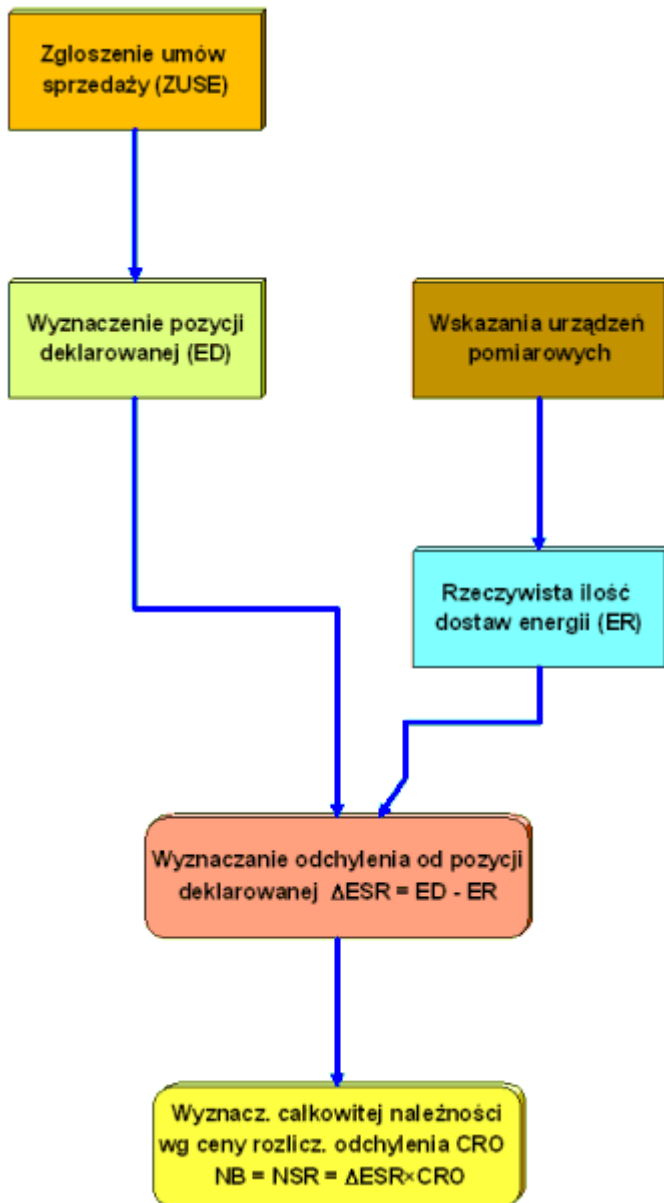 Zgloszenie umów
sprzedaży (ZUSE)
Wyznaczenie pozycji
deklarowanej (ED)
Wskazania urządzeń
pomiarowych
Rzeczywista ilość
dostaw energii (ER)
Wyznaczanie odchylenia od pozycji
deklarowanej ΔESR = ED - ER
Wyznacz. calkowitej należności
wg ceny rozlicz. odchylenia CRO
NB = NSR = ΔESR×CRO